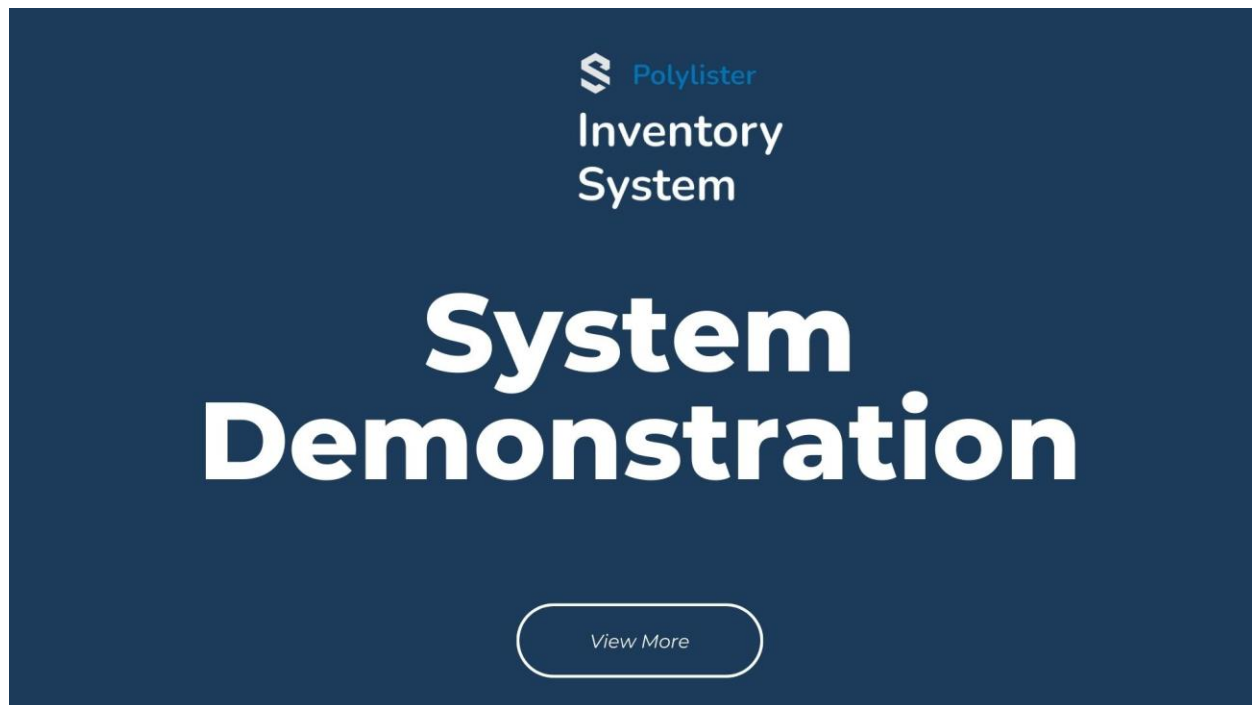 Polylister
Inventory
System
System
Demonstration
View More